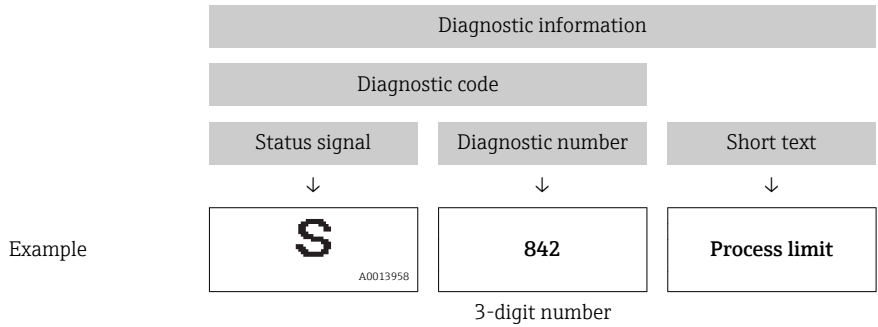 Diagnostic information
Diagnostic code
Status signal Diagnostic number Short text
↓ ↓ ↓
Example S 842 Process limit
A0013958
3-digit number